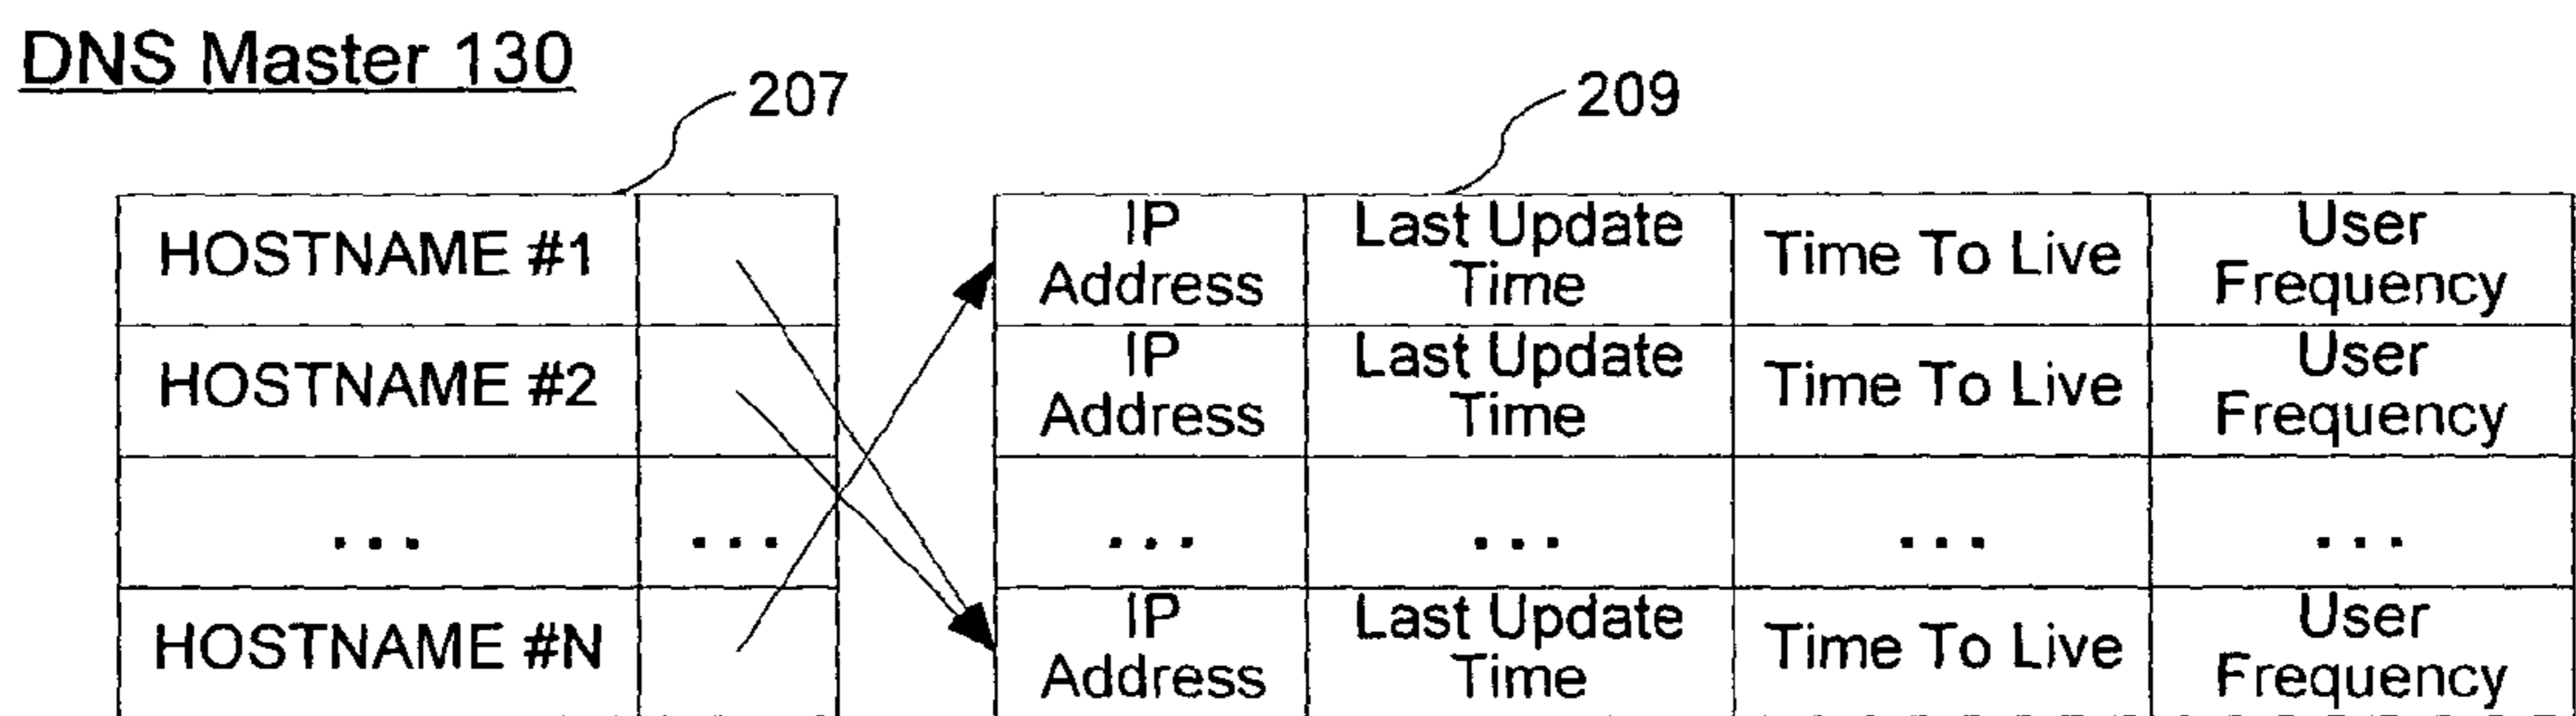 DNS Master 130
207
209
HOSTNAME #1
IP Address
Last Update Time
Time To Live
User Frequency
HOSTNAME #2
IP Address
Last Update Time
Time To Live
User Frequency
...
...
...
...
...
...
HOSTNAME #N
IP Address
Last Update Time
Time To Live
User Frequency